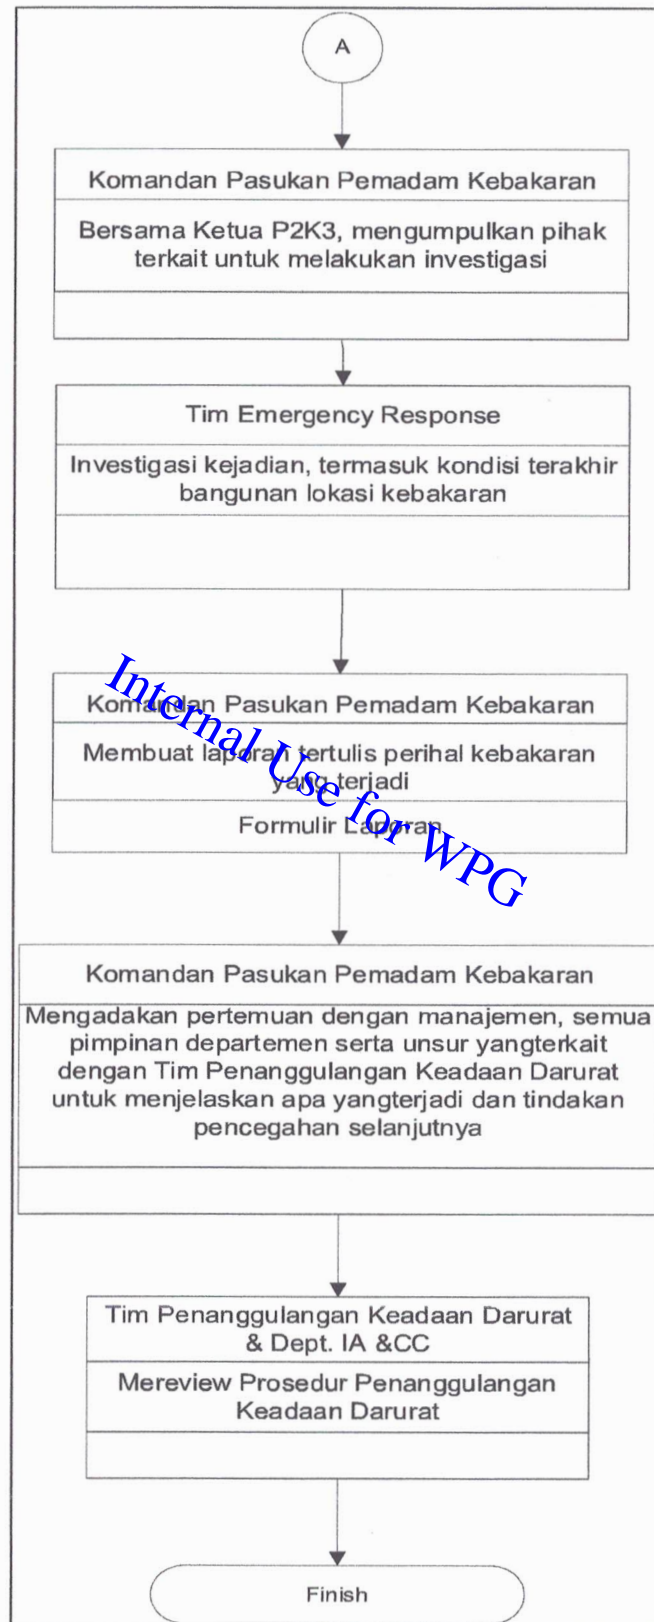 A
Komandan Pasukan Pemadam Kebakaran
Bersama Ketua P2K3, mengumpulkan pihak
terkait untuk melakukan investigasi
Tim Emergency Response
Investigasi kejadian, termasuk kondisi terakhir
bangunan lokasi kebakaran
Komandan Pasukan Pemadam Kebakaran
Membuat laporan tertulis perihal kebakaran
yang terjadi
Formulir Laporan
Internal Use for WPG
Komandan Pasukan Pemadam Kebakaran
Mengadakan pertemuan dengan manajemen, semua
pimpinan departemen serta unsur yangterkait
dengan Tim Penanggulangan Keadaan Darurat
untuk menjelaskan apa yangterjadi dan tindakan
pencegahan selanjutnya
Tim Penanggulangan Keadaan Darurat
& Dept. IA &CC
Mereview Prosedur Penanggulangan
Keadaan Darurat
Finish